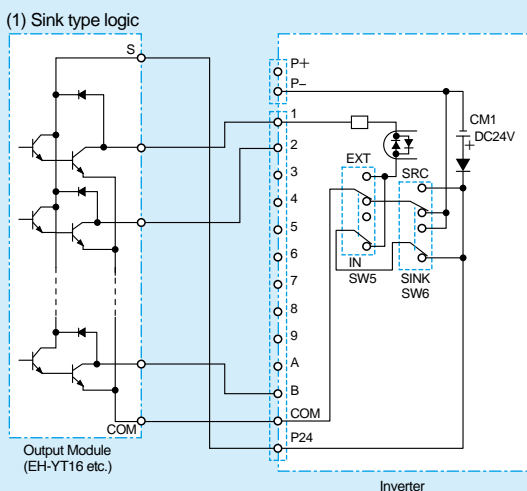 (1) Sink type logic
S
P+
P−
1
2
3
4
5
6
7
8
9
A
B
COM
P24
COM
EXT
IN
SW5
SRC
SINK
SW6
CM1
DC24V
+
Output Module
(EH-YT16 etc.)
Inverter